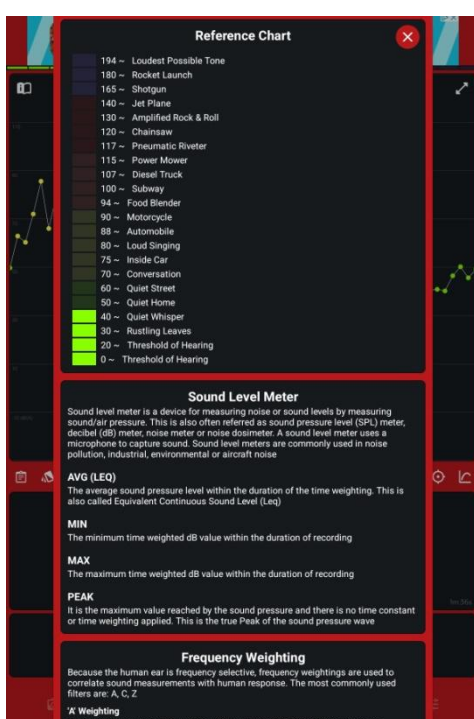 Reference Chart
194 ~ Loudest Possible Tone
180 ~ Rocket Launch
165 ~ Shotgun
140 ~ Jet Plane
130 ~ Amplified Rock & Roll
120 ~ Chainsaw
117 ~ Pneumatic Riveter
115 ~ Power Mower
107 ~ Diesel Truck
100 ~ Subway
94 ~ Food Blender
90 ~ Motorcycle
88 ~ Automobile
80 ~ Loud Singing
75 ~ Inside Car
70 ~ Conversation
60 ~ Quiet Street
50 ~ Quiet Home
40 ~ Quiet Whisper
30 ~ Rustling Leaves
20 ~ Threshold of Hearing
0 ~ Threshold of Hearing
Sound Level Meter
Sound level meter is a device for measuring noise or sound levels by measuring
sound/air pressure. This is also often referred as sound pressure level (SPL) meter,
decibel (dB) meter, noise meter or noise dosimeter. A sound level meter uses a
microphone to capture sound. Sound level meters are commonly used in noise
pollution, industrial, environmental or aircraft noise
AVG (LEQ)
The average sound pressure level within the duration of the time weighting. This is
also called Equivalent Continuous Sound Level (Leq)
MIN
The minimum time weighted dB value within the duration of recording
MAX
The maximum time weighted dB value within the duration of recording
PEAK
It is the maximum value reached by the sound pressure and there is no time constant
or time weighting applied. This is the true Peak of the sound pressure wave
Frequency Weighting
Because the human ear is frequency selective, frequency weightings are used to
correlate sound measurements with human response. The most commonly used
filters are: A, C, Z
'A' Weighting